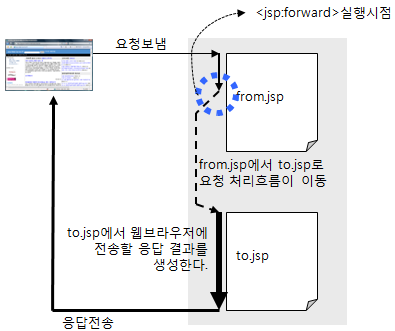 <jsp:forward>실행시점
요청보냄
from.jsp
from.jsp에서 to.jsp로
요청 처리흐름이 이동
to.jsp에서 웹브라우저에
전송할 응답 결과를
생성한다.
to.jsp
응답전송